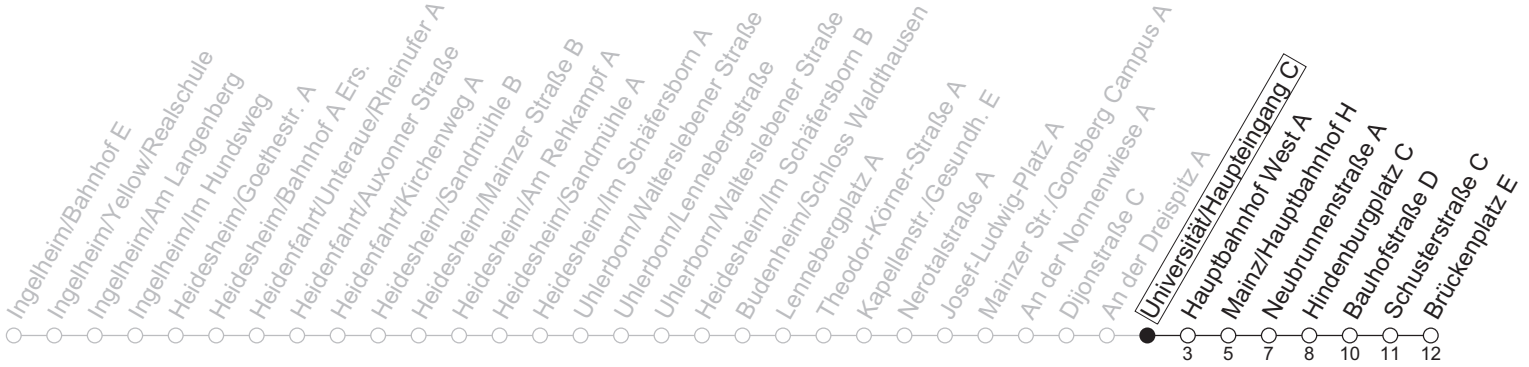 Ingelheim/Bahnhof E
Ingelheim/Yellow/Realschule
Ingelheim/Am Langenberg
Ingelheim/Im Hundsweg
Heidesheim/Goethestr. A
Heidesheim/Bahnhof A Ers.
Heidenfahrt/Unteraue/Rheinufer A
Heidenfahrt/Auxonner Straße
Heidenfahrt/Kirchenweg A
Heidesheim/Sandmühle B
Heidesheim/Mainzer Straße B
Heidesheim/Am Rehkampf A
Heidesheim/Sandmühle A
Heidesheim/Im Schäfersborn A
Uhlerborn/Walterslebener Straße
Uhlerborn/Lennebergstraße
Uhlerborn/Walterslebener Straße
Heidesheim/Im Schäfersborn B
Budenheim/Schloss Waldthausen
Lennebergplatz A
Theodor-Körner-Straße A
Kapellenstr./Gesundh. E
Nerotalstraße A
Josef-Ludwig-Platz A
Mainzer Str./Gonsberg Campus A
An der Nonnenwiese A
Dijonstraße C
An der Dreispitz A
Universität/Haupteingang C
Hauptbahnhof West A
Mainz/Hauptbahnhof H
Neubrunnenstraße A
Hindenburgplatz C
Bauhofstraße D
Schusterstraße C
Brückenplatz E
3 5 7 8 10 11 12